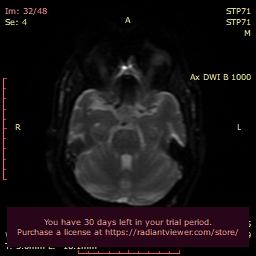 Im: 32/48
Se: 4
A
STP71
STP71
M
Ax DWI B 1000
R
L
You have 30 days left in your trial period.
Purchase a license at https://radiantviewer.com/store/